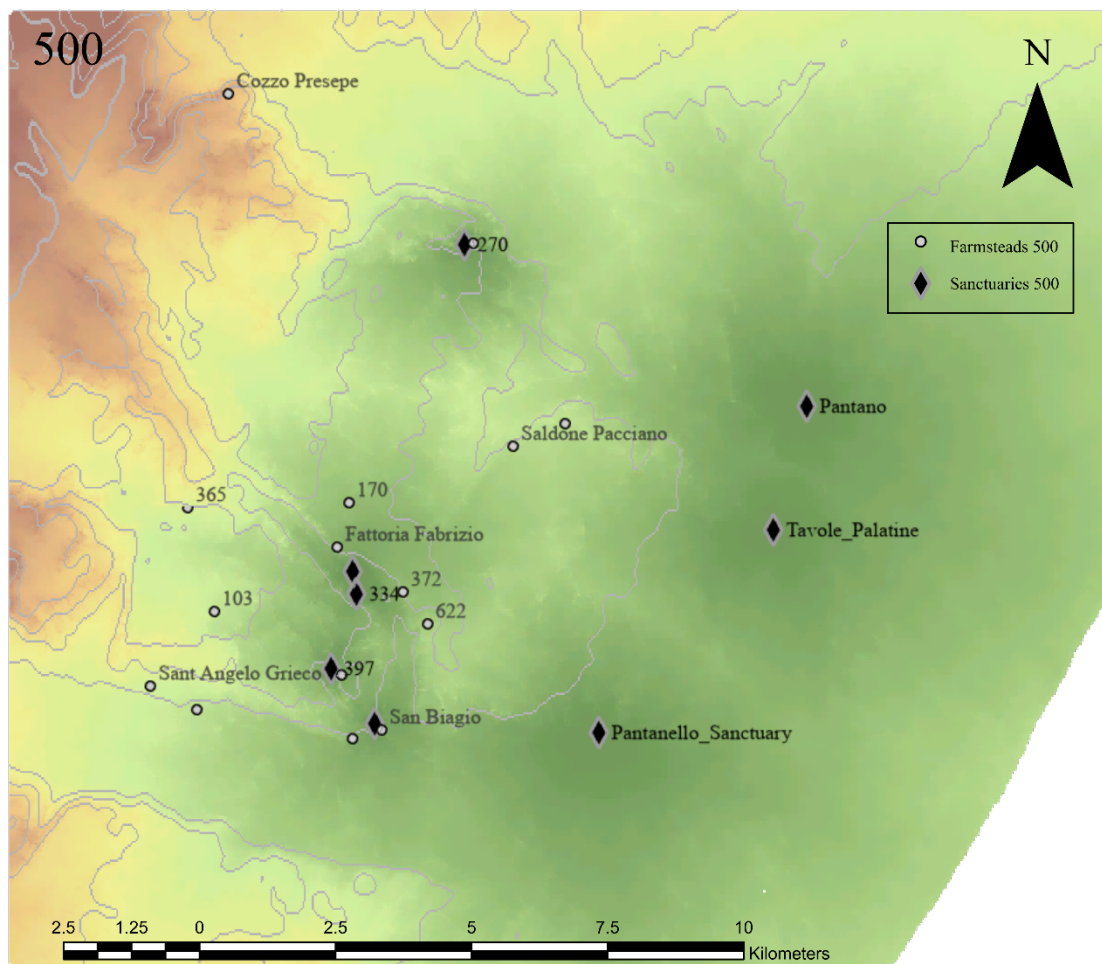 500
N
Cozzo Presepe
270
Farmsteads 500
Sanctuaries 500
Pantano
Saldone Pacciano
365
170
Tavole_Palatine
Fattoria Fabrizio
372
334
103
622
Sant Angelo Grieco
397
San Biagio
Pantanello_Sanctuary
2.5 1.25 0 2.5 5 7.5 10
Kilometers